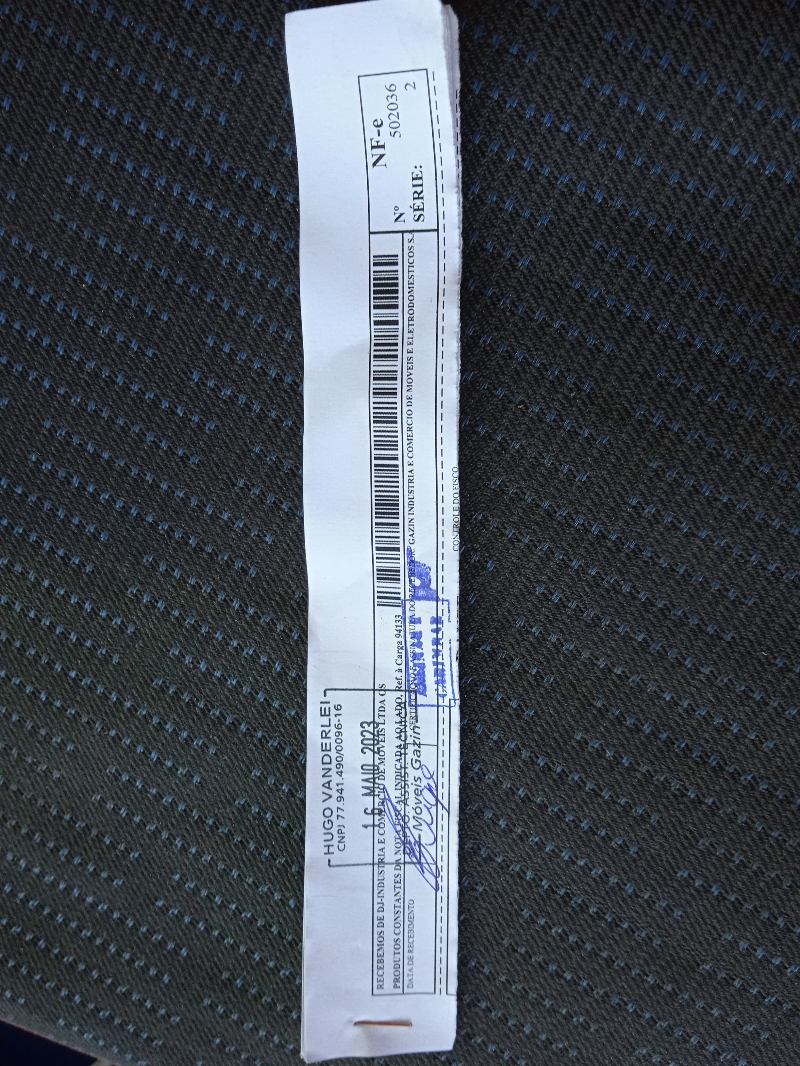 HUGO VANDERLEI
CNPJ 77.941.490/0096-16
16 MAIO 2023
RECEBEMOS DE DJ-INDUSTRIA E COMERCIO DE MOVEIS LTDA OS
PRODUTOS CONSTANTES DA NOTA FISCAL INDICADA AO LADO, Ref. à Carga 94133
DATA DE RECEBIMENTO
GAZIN INDUSTRIA E COMERCIO DE MOVEIS E ELETRODOMESTICOS S.
Móveis Gazin
CARIMBAR
NF-e
Nº 502036
SÉRIE: 2
CONTROLE DO FISCO